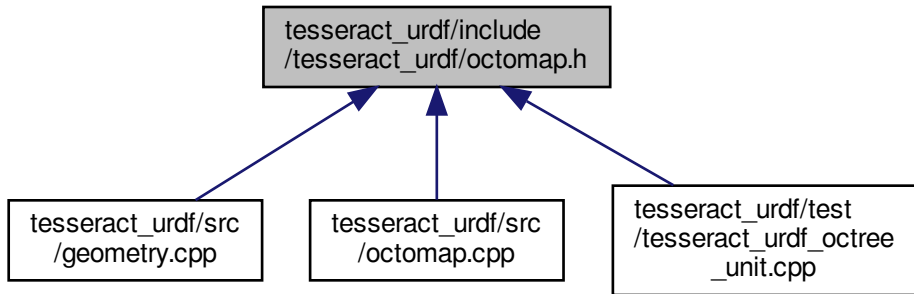 tesseract_urdf/include
/tesseract_urdf/octomap.h
tesseract_urdf/src
/geometry.cpp
tesseract_urdf/src
/octomap.cpp
tesseract_urdf/test
/tesseract_urdf_octree
_unit.cpp